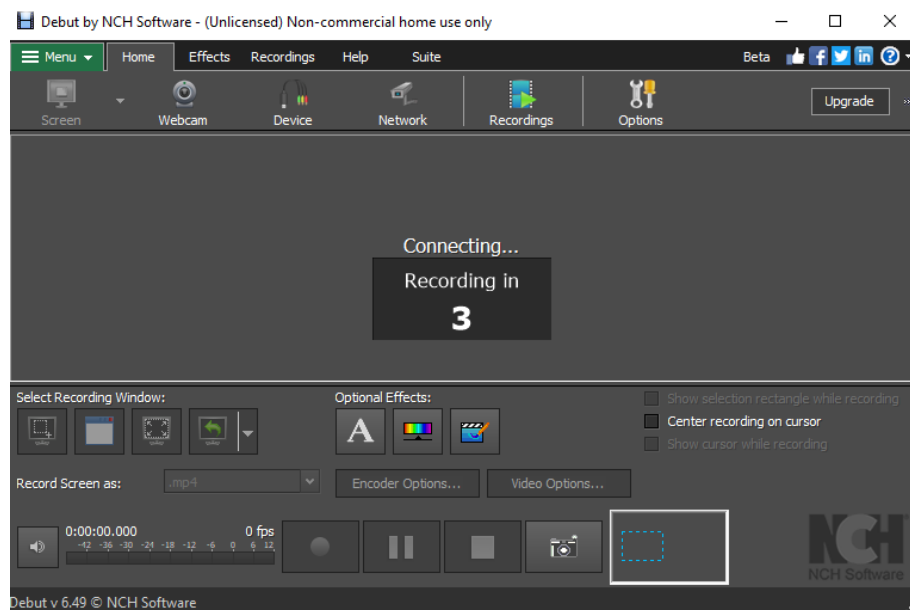 Debut by NCH Software - (Unlicensed) Non-commercial home use only
Menu Home Effects Recordings Help Suite Beta
Screen Webcam Device Network Recordings Options Upgrade
Connecting...
Recording in
3
Select Recording Window: Optional Effects: Show selection rectangle while recording
Center recording on cursor
Show cursor while recording
Record Screen as: .mp4 Encoder Options... Video Options...
0:00:00.000 0 fps
-42 -36 -30 -24 -18 -12 -6 0 6 12
NCH
NCH Software
Debut v 6.49 © NCH Software